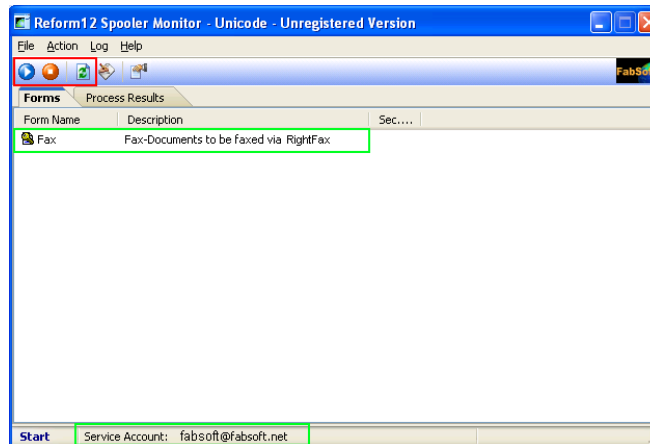 Reform12 Spooler Monitor - Unicode - Unregistered Version
File Action Log Help
FabSo
Forms Process Results
Form Name Description Sec....
Fax Fax-Documents to be faxed via RightFax
Start Service Account: fabsoft@fabsoft.net